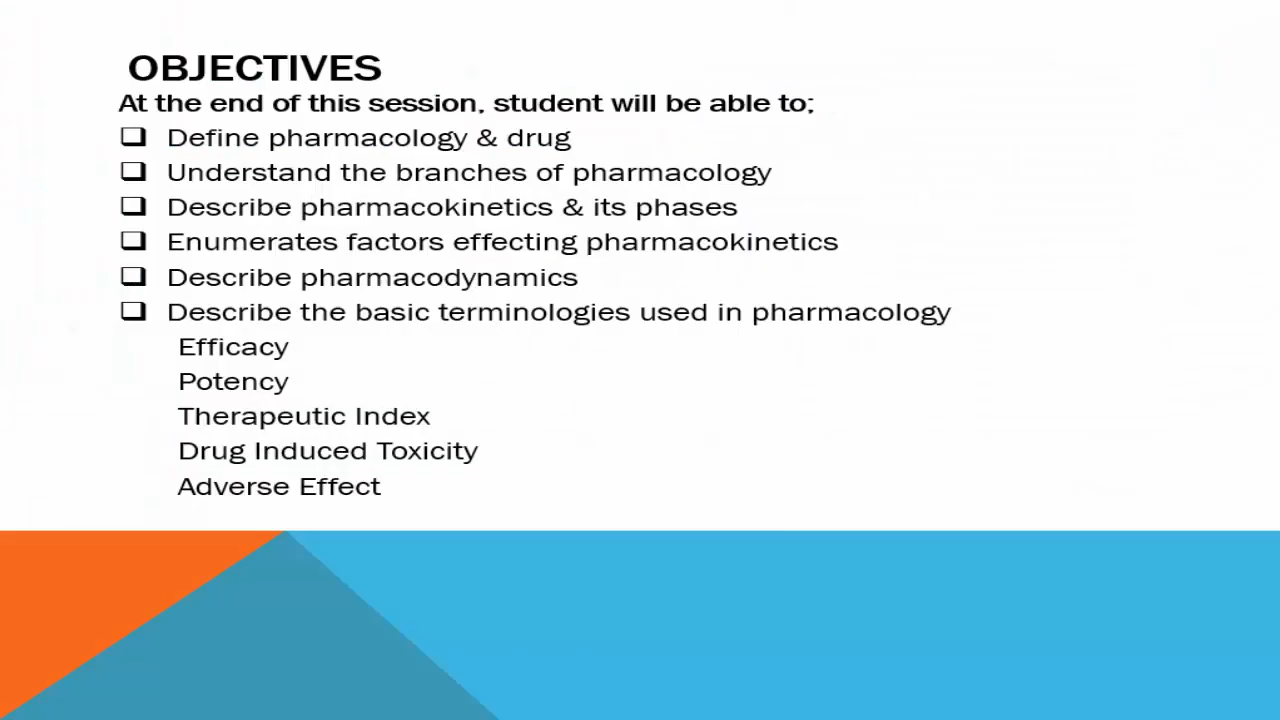 OBJECTIVES
At the end of this session, student will be able to;
❑ Define pharmacology & drug
❑ Understand the branches of pharmacology
❑ Describe pharmacokinetics & its phases
❑ Enumerates factors effecting pharmacokinetics
❑ Describe pharmacodynamics
❑ Describe the basic terminologies used in pharmacology
Efficacy
Potency
Therapeutic Index
Drug Induced Toxicity
Adverse Effect